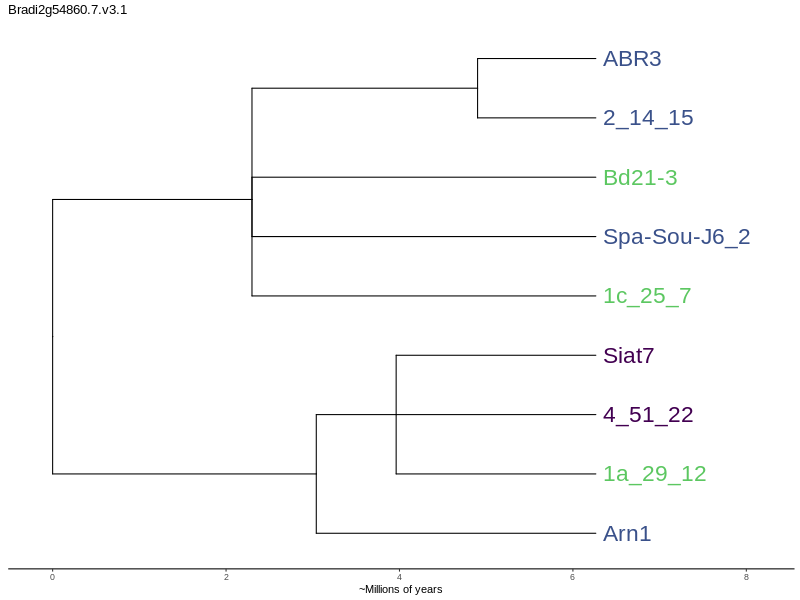 Bradi2g54860.7.v3.1
ABR3
2_14_15
Bd21-3
Spa-Sou-J6_2
1c_25_7
Siat7
4_51_22
1a_29_12
Arn1
0 2 4 6 8
~Millions of years